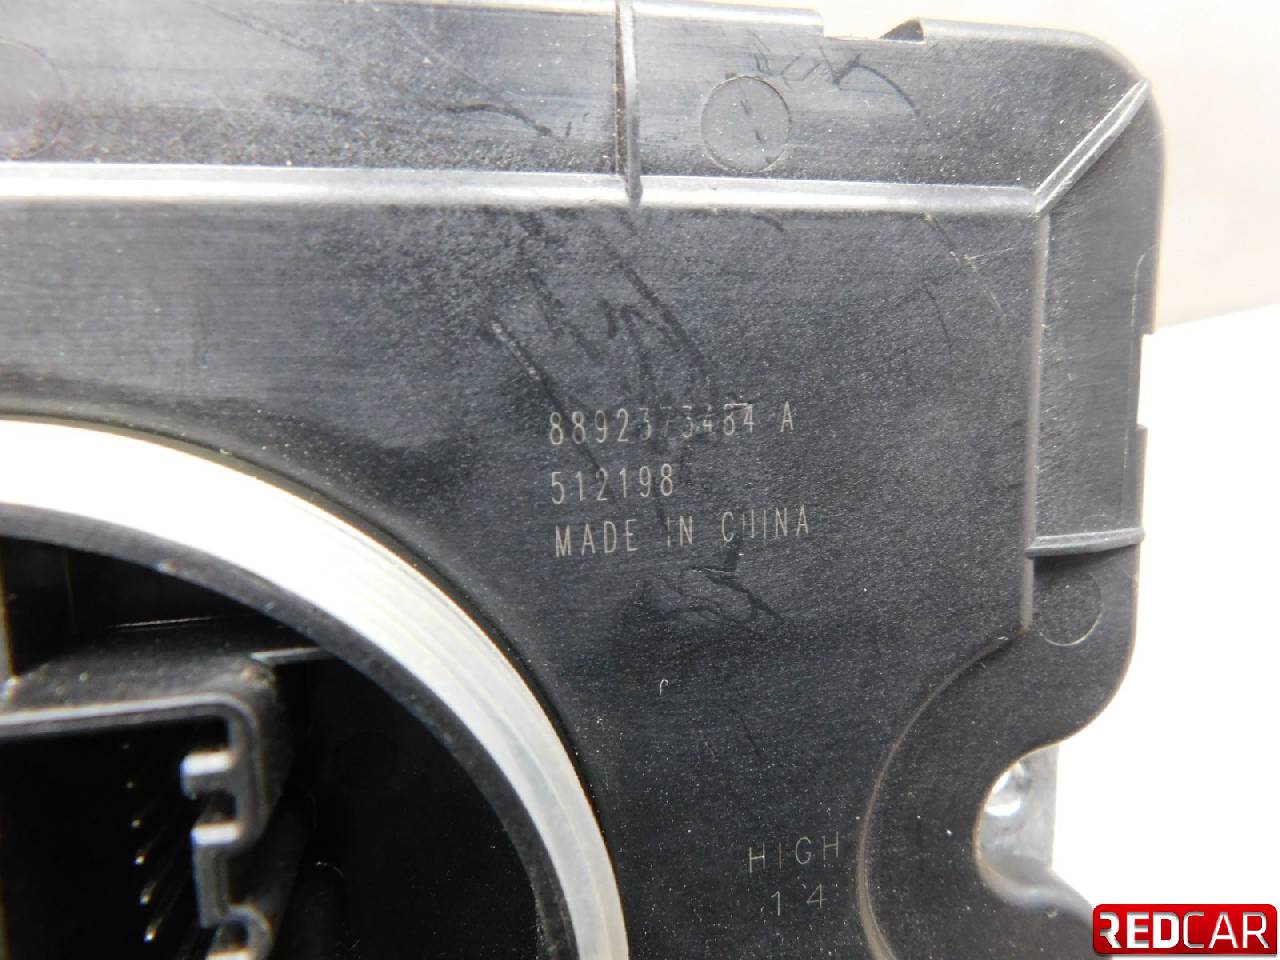 8892373484 A
512198
MADE IN CHINA
HIGH
14
REDCAR